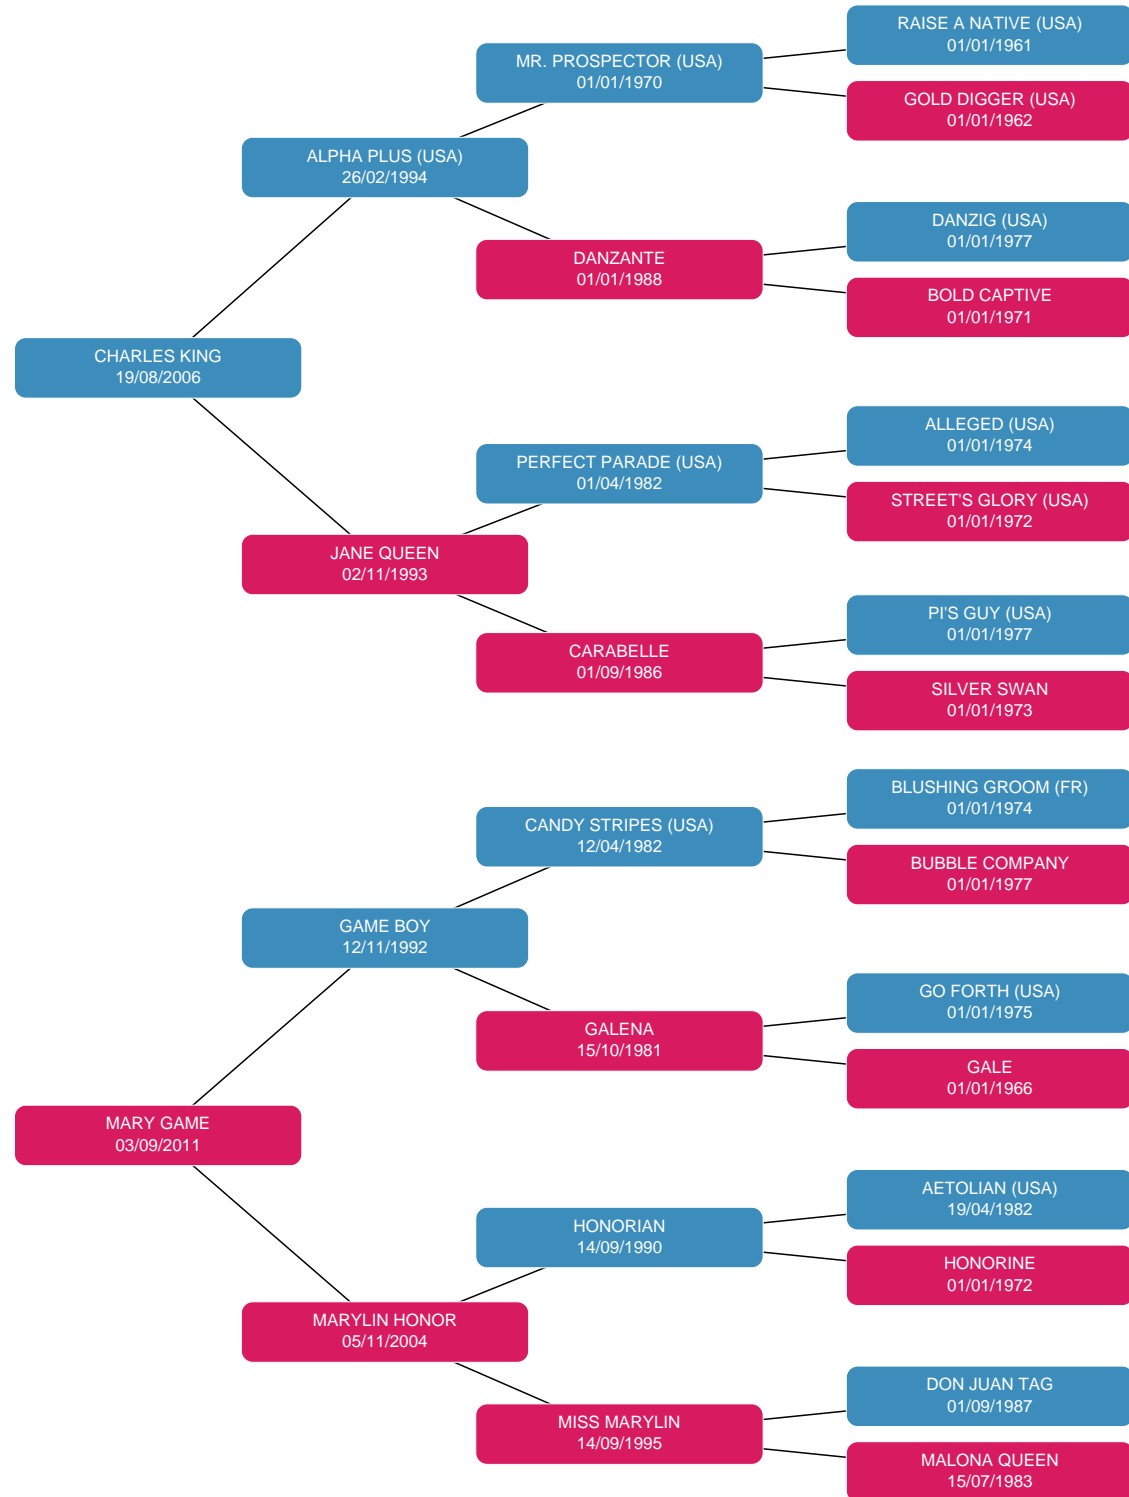 RAISE A NATIVE (USA)
01/01/1961
MR. PROSPECTOR (USA)
01/01/1970
GOLD DIGGER (USA)
01/01/1962
ALPHA PLUS (USA)
26/02/1994
DANZIG (USA)
01/01/1977
DANZANTE
01/01/1988
BOLD CAPTIVE
01/01/1971
CHARLES KING
19/08/2006
ALLEGED (USA)
01/01/1974
PERFECT PARADE (USA)
01/04/1982
STREET'S GLORY (USA)
01/01/1972
JANE QUEEN
02/11/1993
PI'S GUY (USA)
01/01/1977
CARABELLE
01/09/1986
SILVER SWAN
01/01/1973
BLUSHING GROOM (FR)
01/01/1974
CANDY STRIPES (USA)
12/04/1982
BUBBLE COMPANY
01/01/1977
GAME BOY
12/11/1992
GO FORTH (USA)
01/01/1975
GALENA
15/10/1981
GALE
01/01/1966
MARY GAME
03/09/2011
AETOLIAN (USA)
19/04/1982
HONORIAN
14/09/1990
HONORINE
01/01/1972
MARYLIN HONOR
05/11/2004
DON JUAN TAG
01/09/1987
MISS MARYLIN
14/09/1995
MALONA QUEEN
15/07/1983